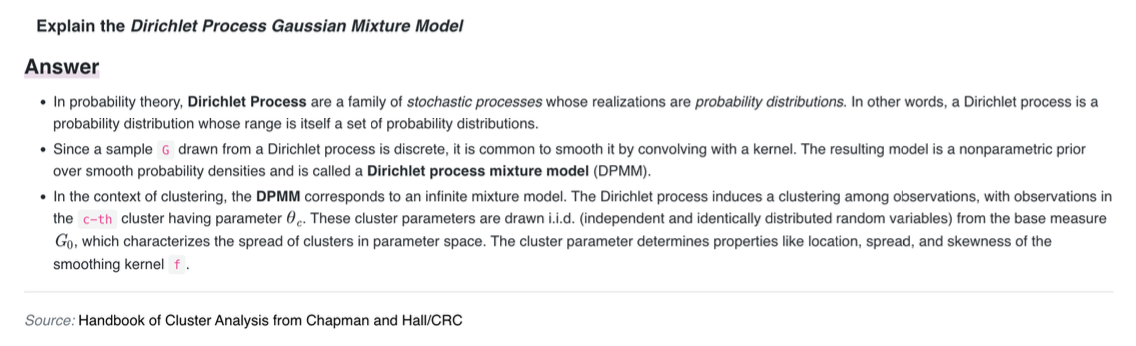 Explain the Dirichlet Process Gaussian Mixture Model
Answer
• In probability theory, Dirichlet Process are a family of stochastic processes whose realizations are probability distributions. In other words, a Dirichlet process is a
probability distribution whose range is itself a set of probability distributions.
• Since a sample G drawn from a Dirichlet process is discrete, it is common to smooth it by convolving with a kernel. The resulting model is a nonparametric prior
over smooth probability densities and is called a Dirichlet process mixture model (DPMM).
• In the context of clustering, the DPMM corresponds to an infinite mixture model. The Dirichlet process induces a clustering among observations, with observations in
the c-th cluster having parameter θ_c. These cluster parameters are drawn i.i.d. (independent and identically distributed random variables) from the base measure
G₀, which characterizes the spread of clusters in parameter space. The cluster parameter determines properties like location, spread, and skewness of the
smoothing kernel f.
Source: Handbook of Cluster Analysis from Chapman and Hall/CRC